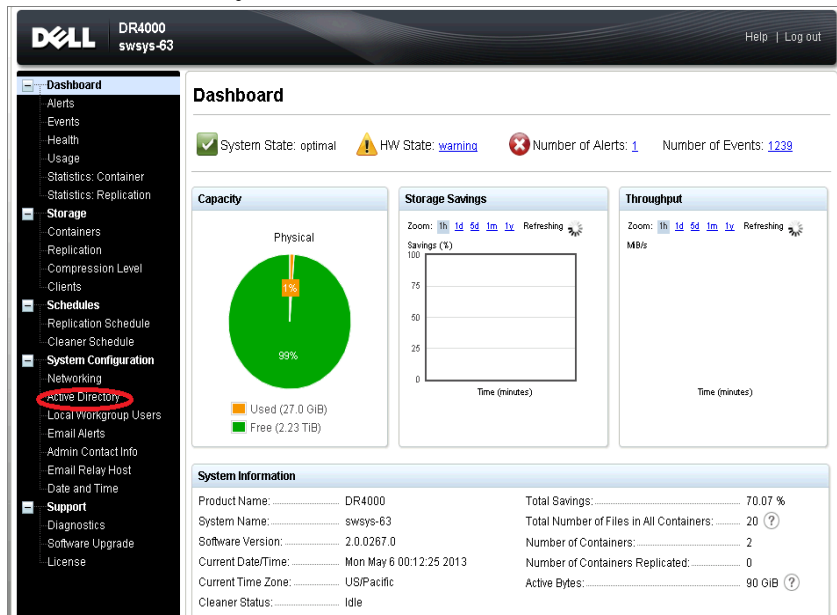 DELL
DR4000
swsys-63
Help | Log out
Dashboard
Alerts
Events
Health
Usage
Statistics: Container
Statistics: Replication
Storage
Containers
Replication
Compression Level
Clients
Schedules
Replication Schedule
Cleaner Schedule
System Configuration
Networking
Active Directory
Local Workgroup Users
Email Alerts
Admin Contact Info
Email Relay Host
Date and Time
Support
Diagnostics
Software Upgrade
License
Dashboard
System State: optimal HW State: warning Number of Alerts: 1 Number of Events: 1239
Capacity
Physical
1%
99%
Used (27.0 GiB)
Free (2.23 TiB)
Storage Savings
Zoom: 1h 1d 5d 1m 1y Refreshing
Savings (%)
100
75
50
25
0
Time (minutes)
Throughput
Zoom: 1h 1d 5d 1m 1y Refreshing
MiB/s
Time (minutes)
System Information
Product Name: DR4000
System Name: swsys-63
Software Version: 2.0.0267.0
Current Date/Time: Mon May 6 00:12:25 2013
Current Time Zone: US/Pacific
Cleaner Status: Idle
Total Savings: 70.07 %
Total Number of Files in All Containers: 20 ?
Number of Containers: 2
Number of Containers Replicated: 0
Active Bytes: 90 GiB ?